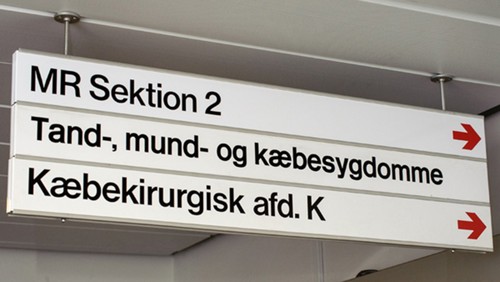 MR Sektion 2
Tand-, mund- og kæbesygdomme
Kæbekirurgisk afd. K